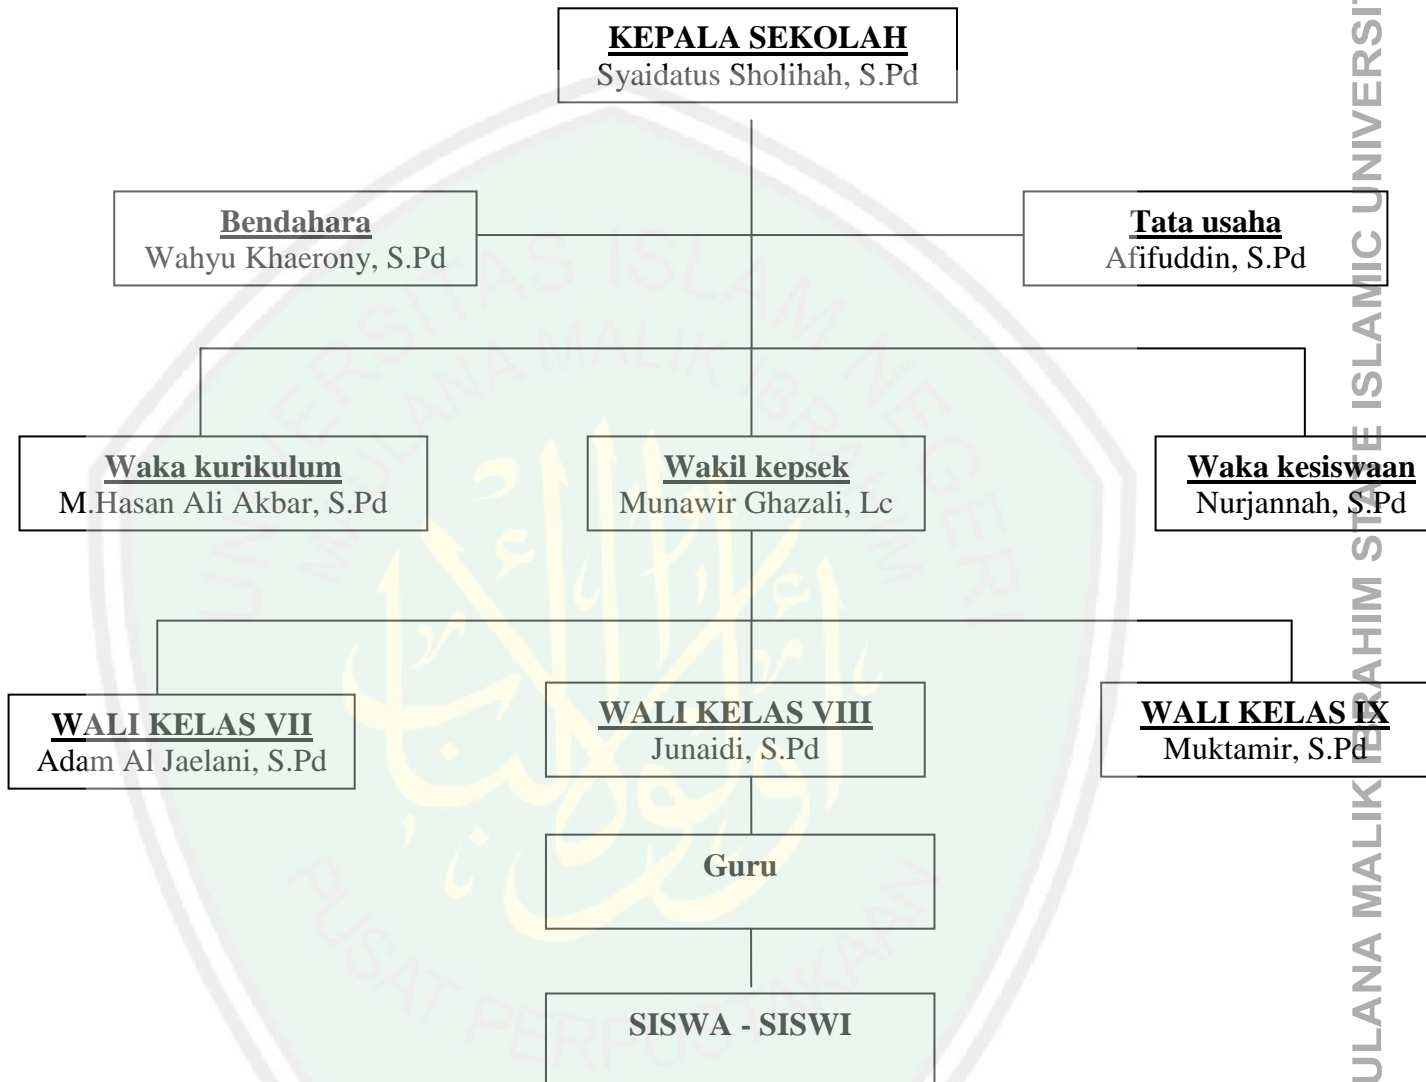 KEPALA SEKOLAH
Syaidatus Sholihah, S.Pd
Bendahara
Wahyu Khaerony, S.Pd
Tata usaha
Afifuddin, S.Pd
Waka kurikulum
M.Hasan Ali Akbar, S.Pd
Wakil kepsek
Munawir Ghazali, Lc
Waka kesiswaan
Nurjannah, S.Pd
WALI KELAS VII
Adam Al Jaelani, S.Pd
WALI KELAS VIII
Junaidi, S.Pd
WALI KELAS IX
Muktamir, S.Pd
Guru
SISWA - SISWI
UNIVERSITAS ISLAM NEGERI
MAULANA MALIK IBRAHIM
PUSAT PERPUSTAKAAN
MALIK IBRAHIM STATE ISLAMIC